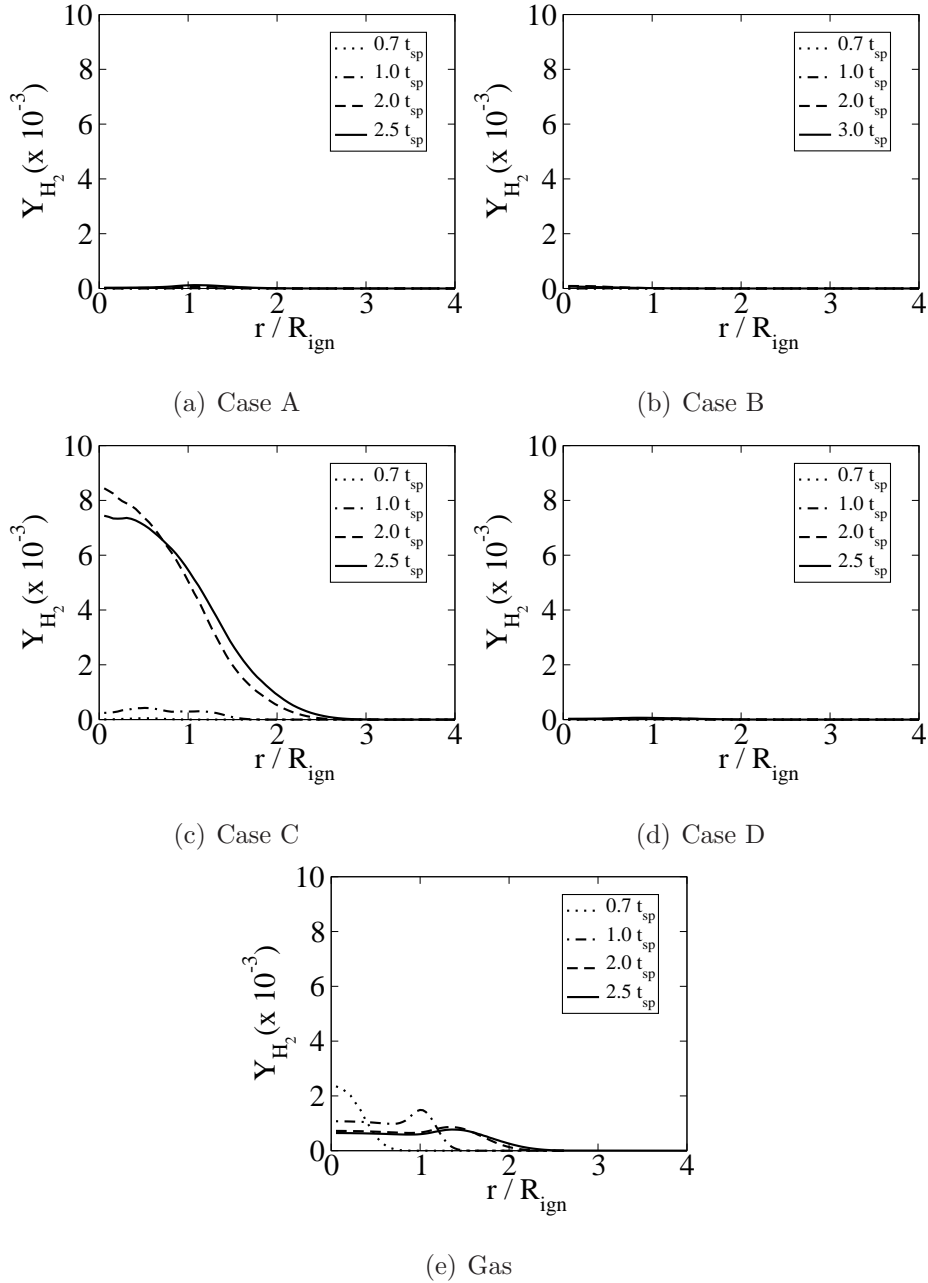 10
8
6
4
2
0
Y_H2 (x 10^-3)
0 1 2 3 4
r / R_ign
0.7 t_sp
1.0 t_sp
2.0 t_sp
2.5 t_sp
(a) Case A
8
6
4
2
0
Y_H2 (x 10^-3)
0 1 2 3 4
r / R_ign
0.7 t_sp
1.0 t_sp
2.0 t_sp
3.0 t_sp
(b) Case B
10
8
6
4
2
0
Y_H2 (x 10^-3)
0 1 2 3 4
r / R_ign
0.7 t_sp
1.0 t_sp
2.0 t_sp
2.5 t_sp
(c) Case C
10
8
6
4
2
0
Y_H2 (x 10^-3)
0 1 2 3 4
r / R_ign
0.7 t_sp
1.0 t_sp
2.0 t_sp
2.5 t_sp
(d) Case D
10
8
6
4
2
0
Y_H2 (x 10^-3)
0 1 2 3 4
r / R_ign
0.7 t_sp
1.0 t_sp
2.0 t_sp
2.5 t_sp
(e) Gas